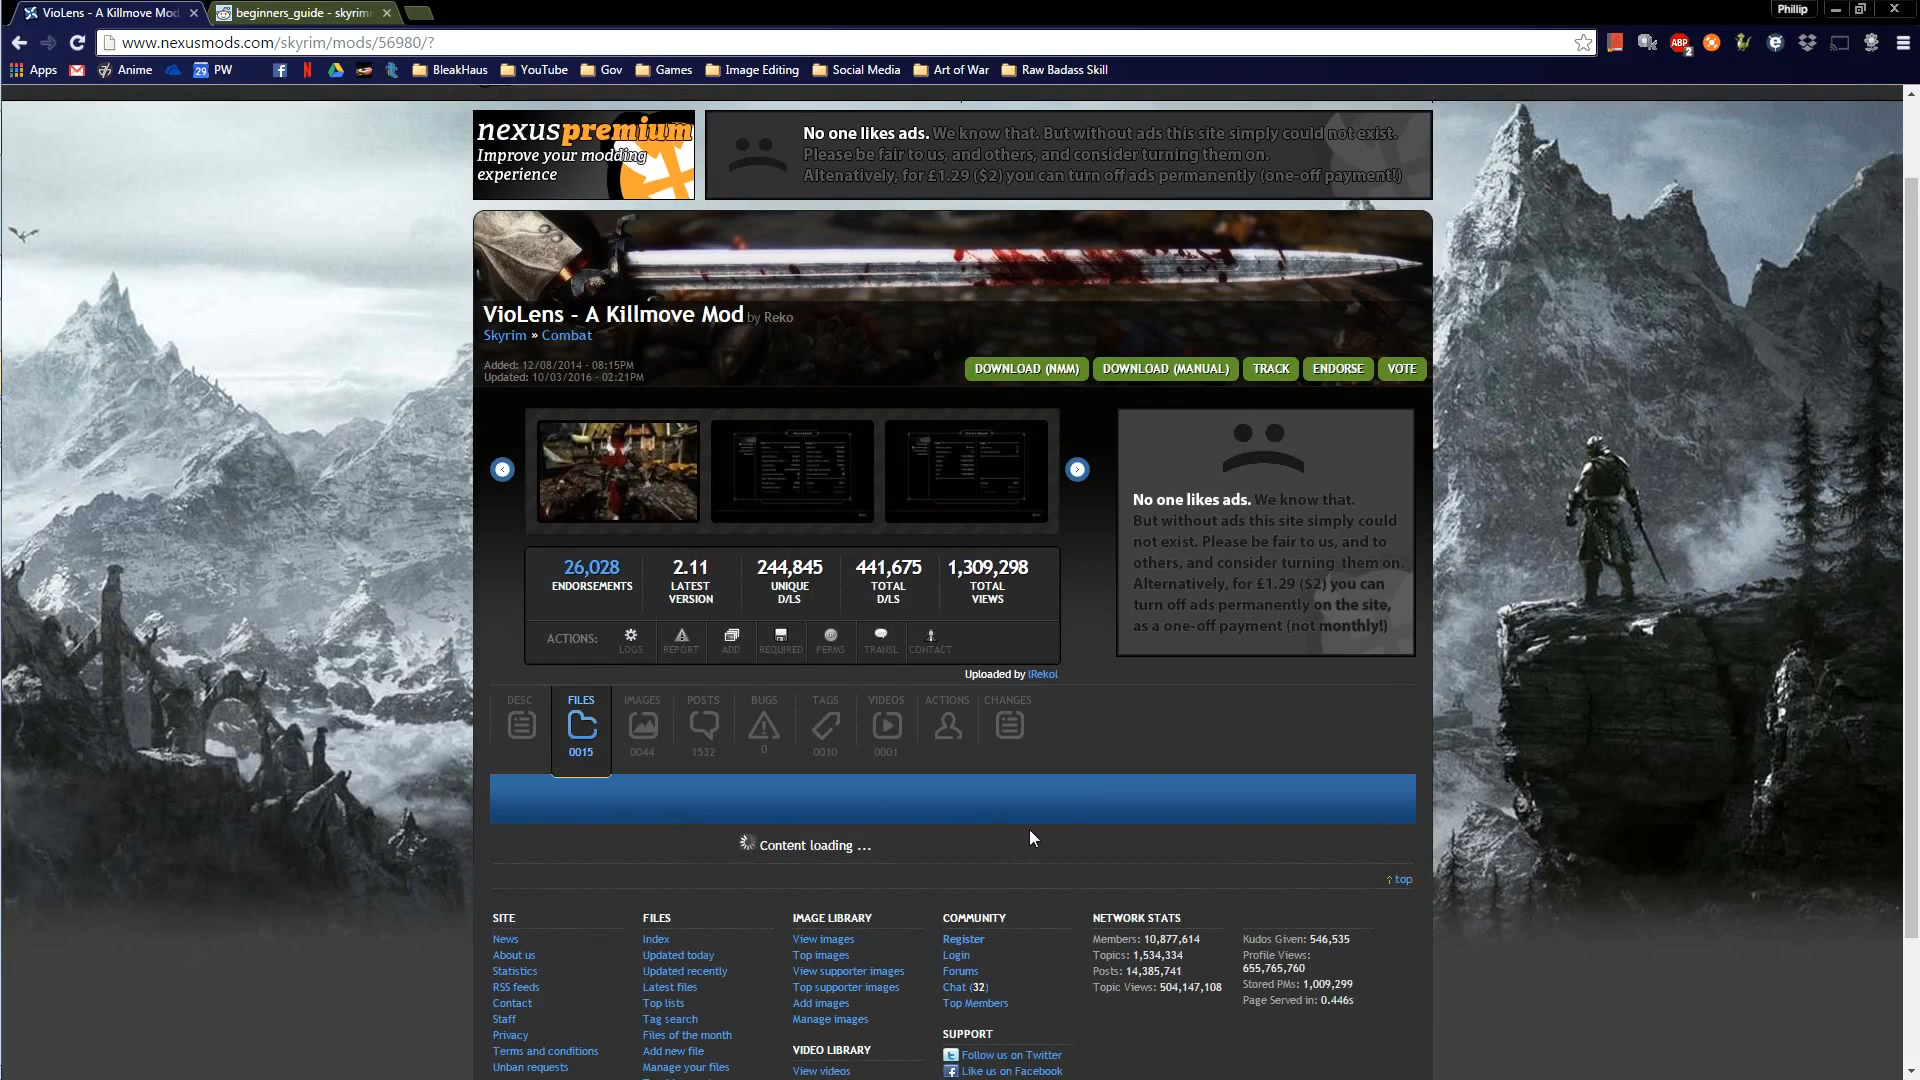 VioLens - A Killmove Mod
beginners_guide - skyrimm
Phillip
www.nexusmods.com/skyrim/mods/56980/?
ABP
2
Apps
Anime
29
PW
BleakHaus
YouTube
Gov
Games
Image Editing
Social Media
Art of War
Raw Badass Skill
nexuspremium
Improve your modding
experience
No one likes ads. We know that. But without ads this site simply could not exist.
Please be fair to us, and others, and consider turning them on.
Altenatively, for £1.29 ($2) you can turn off ads permanently (one-off payment!)
VioLens - A Killmove Mod by Reko
Skyrim » Combat
Added: 12/08/2014 - 08:15PM
Updated: 10/03/2016 - 02:21PM
DOWNLOAD (NMM)
DOWNLOAD (MANUAL)
TRACK
ENDORSE
VOTE
No one likes ads. We know that.
But without ads this site simply could
not exist. Please be fair to us, and to
others, and consider turning them on.
Alternatively, for £1.29 ($2) you can
turn off ads permanently on the site,
as a one-off payment (not monthly!)
26,028
ENDORSEMENTS
2.11
LATEST
VERSION
244,845
UNIQUE
D/LS
441,675
TOTAL
D/LS
1,309,298
TOTAL
VIEWS
ACTIONS:
LOGS
REPORT
ADD
REQUIRED
PERMS
TRANSL
CONTACT
Uploaded by lRekol
DESC
FILES
0015
IMAGES
0044
POSTS
1532
BUGS
0
TAGS
0010
VIDEOS
0001
ACTIONS
CHANGES
Content loading ...
top
SITE
News
About us
Statistics
RSS feeds
Contact
Staff
Privacy
Terms and conditions
Unban requests
FILES
Index
Updated today
Updated recently
Latest files
Top lists
Tag search
Files of the month
Add new file
Manage your files
IMAGE LIBRARY
View images
Top images
View supporter images
Top supporter images
Add images
Manage images
VIDEO LIBRARY
View videos
COMMUNITY
Register
Login
Forums
Chat (32)
Top Members
SUPPORT
Follow us on Twitter
Like us on Facebook
NETWORK STATS
Members: 10,877,614
Topics: 1,534,334
Posts: 14,385,741
Topic Views: 504,147,108
Kudos Given: 546,535
Profile Views:
655,765,760
Stored PMs: 1,009,299
Page Served in: 0.446s